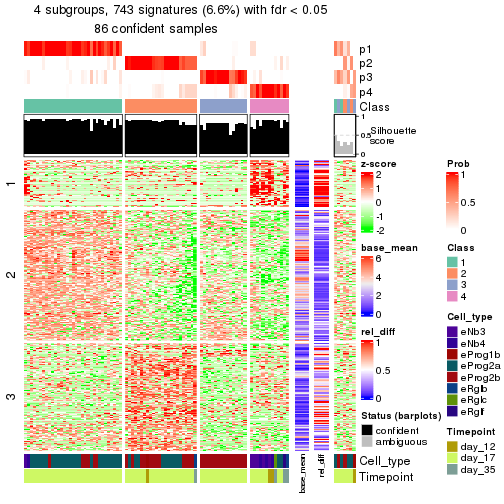 4 subgroups, 743 signatures (6.6%) with fdr < 0.05
86 confident samples
p1
p2
p3
p4
Class
1
0.5
0
Silhouette
score
1
2
3
z-score
2
1
0
-1
-2
base_mean
6
4
2
0
rel_diff
1
0.5
0
Status (barplots)
confident
ambiguous
Prob
1
0.5
0
Class
1
2
3
4
Cell_type
eNb3
eNb4
eProg1b
eProg2a
eProg2b
eRglb
eRglc
eRglf
Timepoint
day_12
day_17
day_35
base_mean
rel_diff
Cell_type
Timepoint